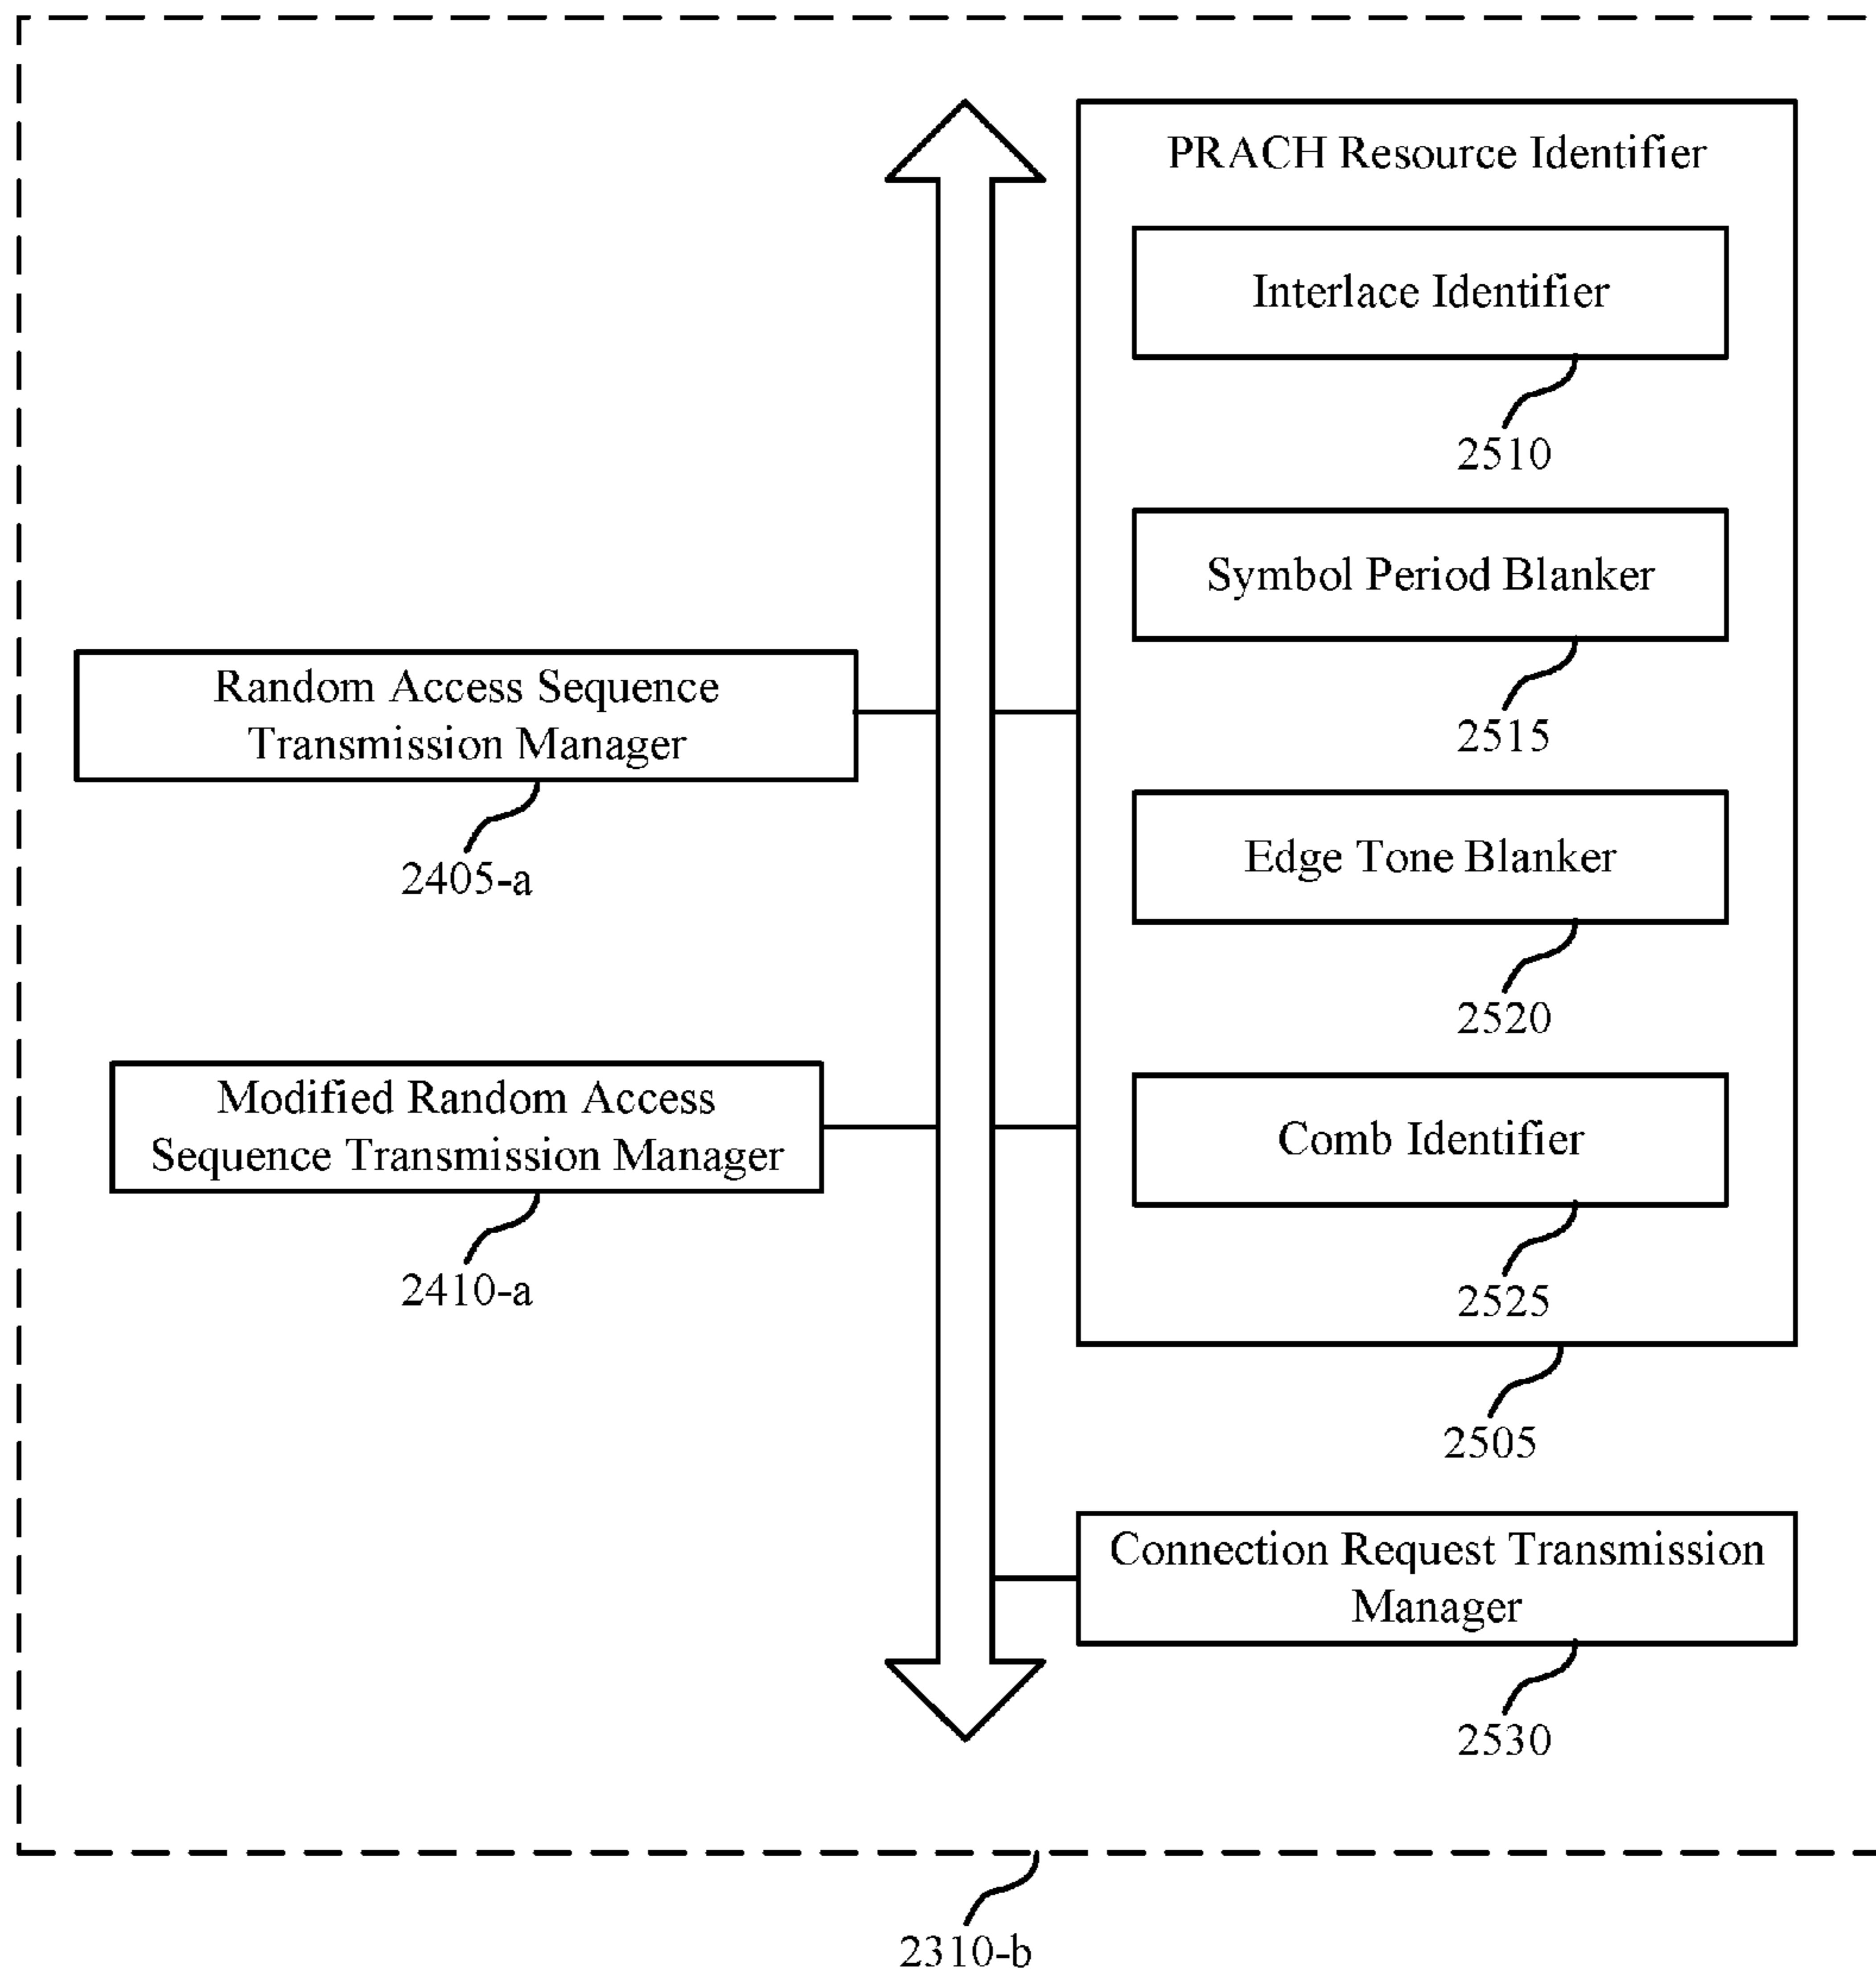 PRACH Resource Identifier
Interlace Identifier
2510
Symbol Period Blanker
2515
Random Access Sequence
Transmission Manager
2405-a
Edge Tone Blanker
2520
Modified Random Access
Sequence Transmission Manager
2410-a
Comb Identifier
2525
2505
Connection Request Transmission
Manager
2530
2310-b